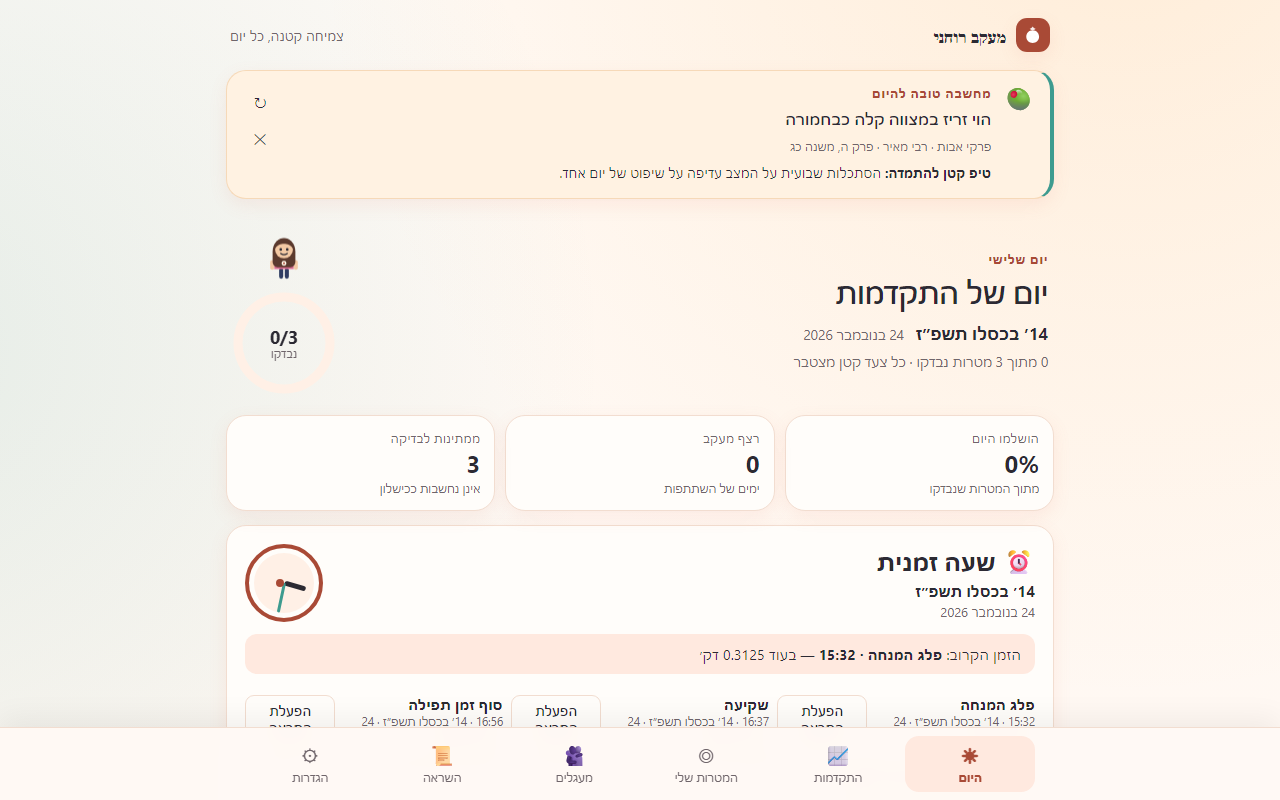 מעקב רוחני
צמיחה קטנה, כל יום
מחשבה טובה להיום
הוי זריז במצווה קלה כבחמורה
פרקי אבות · רבי מאיר · פרק ה, משנה כג
טיפ קטן להתמדה: הסתכלות שבועית על המצב עדיפה על שיפוט של יום אחד.
יום שלישי
יום של התקדמות
14׳ בכסלו תשפ״ז 24 בנובמבר 2026
0 מתוך 3 מטרות נבדקו · כל צעד קטן מצטבר
0/3
נבדקו
הושלמו היום
0%
מתוך המטרות שנבדקו
רצף מעקב
0
ימים של השתתפות
ממתינות לבדיקה
3
אינן נחשבות ככישלון
שעה זמנית
14׳ בכסלו תשפ״ז
24 בנובמבר 2026
הזמן הקרוב: פלג המנחה · 15:32 — בעוד 0.3125 דק׳
פלג המנחה
15:32 · 14׳ בכסלו תשפ״ז · 24
הפעלת
שקיעה
16:37 · 14׳ בכסלו תשפ״ז · 24
הפעלת
סוף זמן תפילה
16:56 · 14׳ בכסלו תשפ״ז · 24
הפעלת
היום
התקדמות
המטרות שלי
מעגלים
השראה
הגדרות